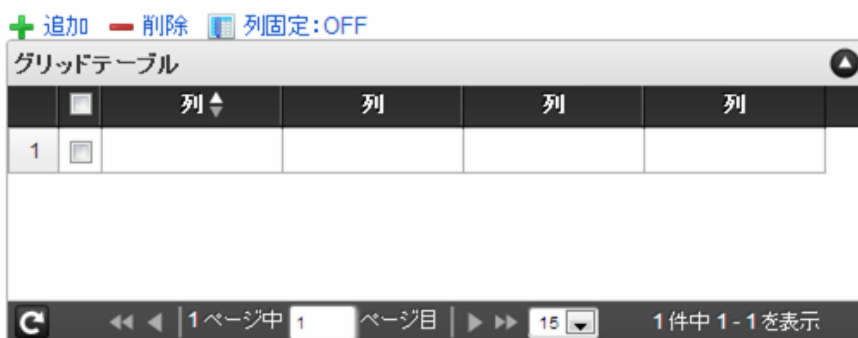 追加 削除 列固定:OFF
グリッドテーブル
列 列 列 列
1
1 ページ中 1 ページ目 15 1 件中 1 - 1 を表示